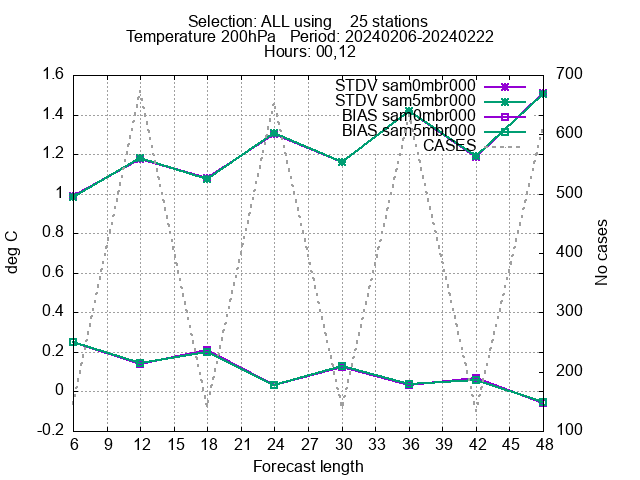 Selection: ALL using    25 stations
Temperature 200hPa   Period: 20240206-20240222
Hours: 00,12
STDV sam0mbr000
STDV sam5mbr000
BIAS sam0mbr000
BIAS sam5mbr000
CASES
deg C
1.6
1.4
1.2
1
0.8
0.6
0.4
0.2
0
-0.2
700
600
500
400
300
200
100
No cases
6 9 12 15 18 21 24 27 30 33 36 39 42 45 48
Forecast length